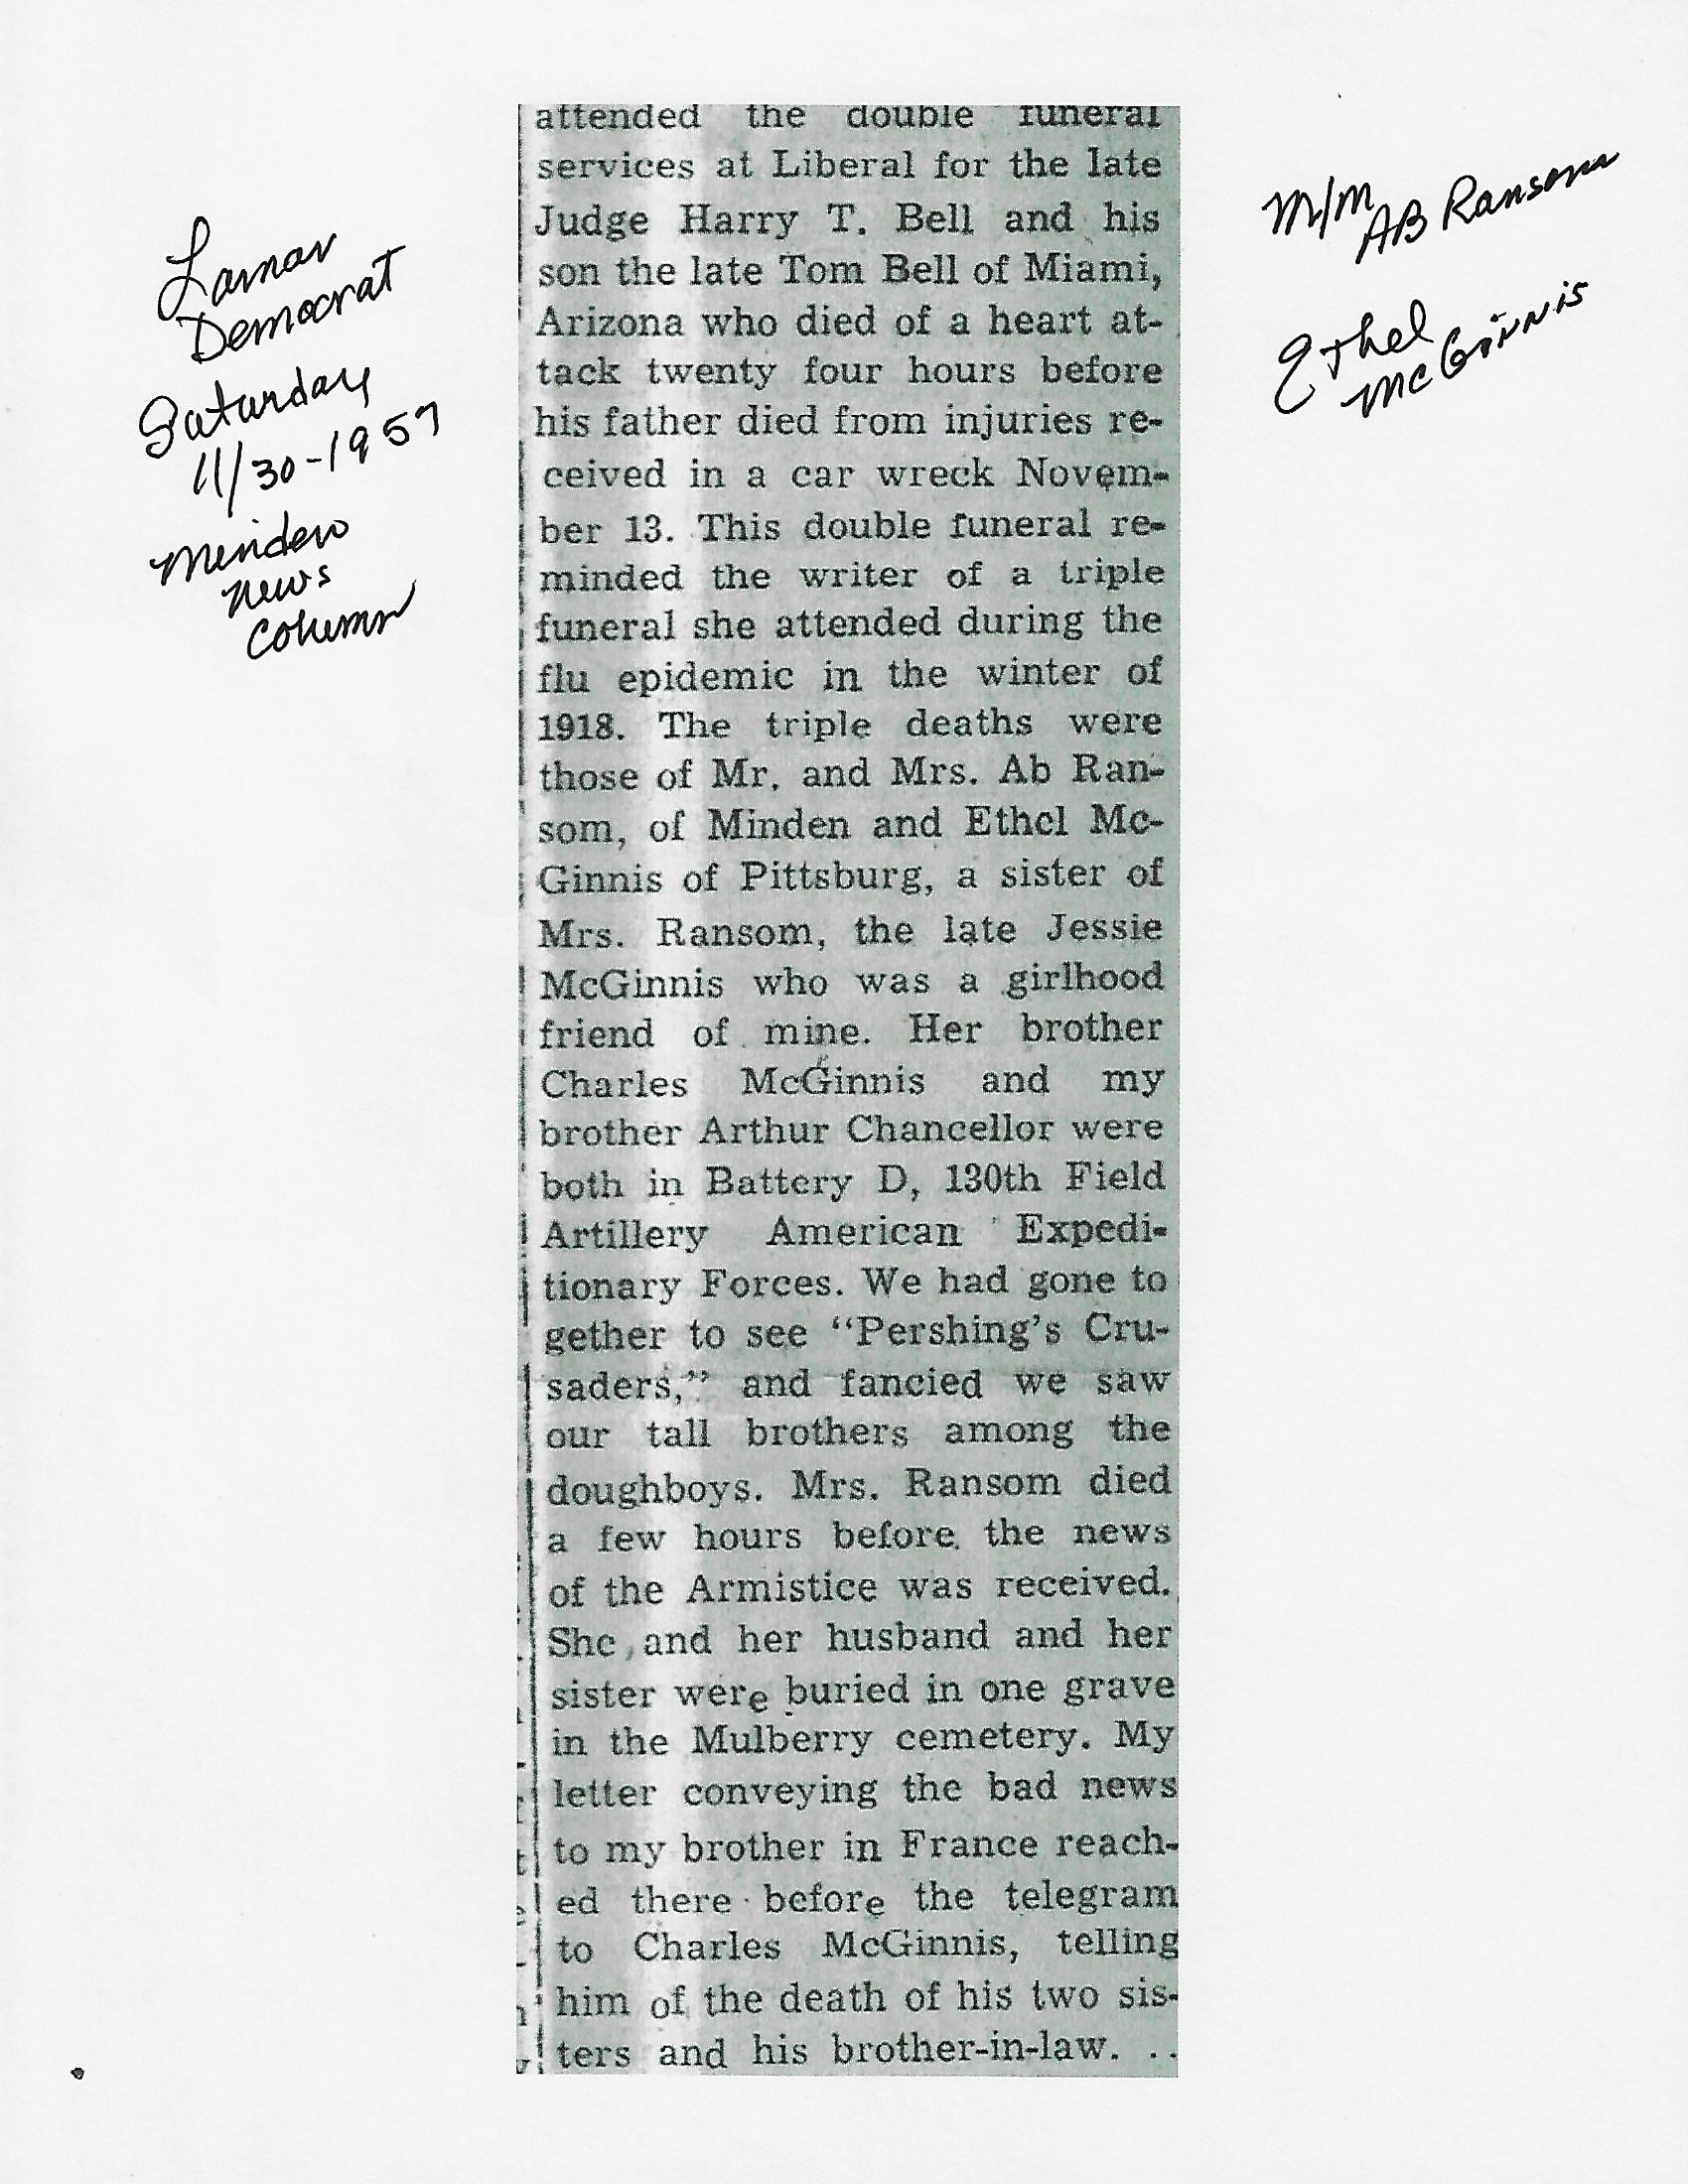 Lamar
Democrat
Saturday
11/30-1957
Minden
news
Column
attended the double funeral
services at Liberal for the late
Judge Harry T. Bell and his
son the late Tom Bell of Miami,
Arizona who died of a heart at-
tack twenty four hours before
his father died from injuries re-
ceived in a car wreck Novem-
ber 13. This double funeral re-
minded the writer of a triple
funeral she attended during the
flu epidemic in the winter of
1918. The triple deaths were
those of Mr. and Mrs. Ab Ran-
som, of Minden and Ethel Mc-
Ginnis of Pittsburg, a sister of
Mrs. Ransom, the late Jessie
McGinnis who was a girlhood
friend of mine. Her brother
Charles McGinnis and my
brother Arthur Chancellor were
both in Battery D, 130th Field
Artillery American Expedi-
tionary Forces. We had gone to
gether to see "Pershing's Cru-
saders," and fancied we saw
our tall brothers among the
doughboys. Mrs. Ransom died
a few hours before the news
of the Armistice was received.
She and her husband and her
sister were buried in one grave
in the Mulberry cemetery. My
letter conveying the bad news
to my brother in France reach-
ed there before the telegram
to Charles McGinnis, telling
him of the death of his two sis-
ters and his brother-in-law. . .
M/M
AB Ransom
Ethel
McGinnis